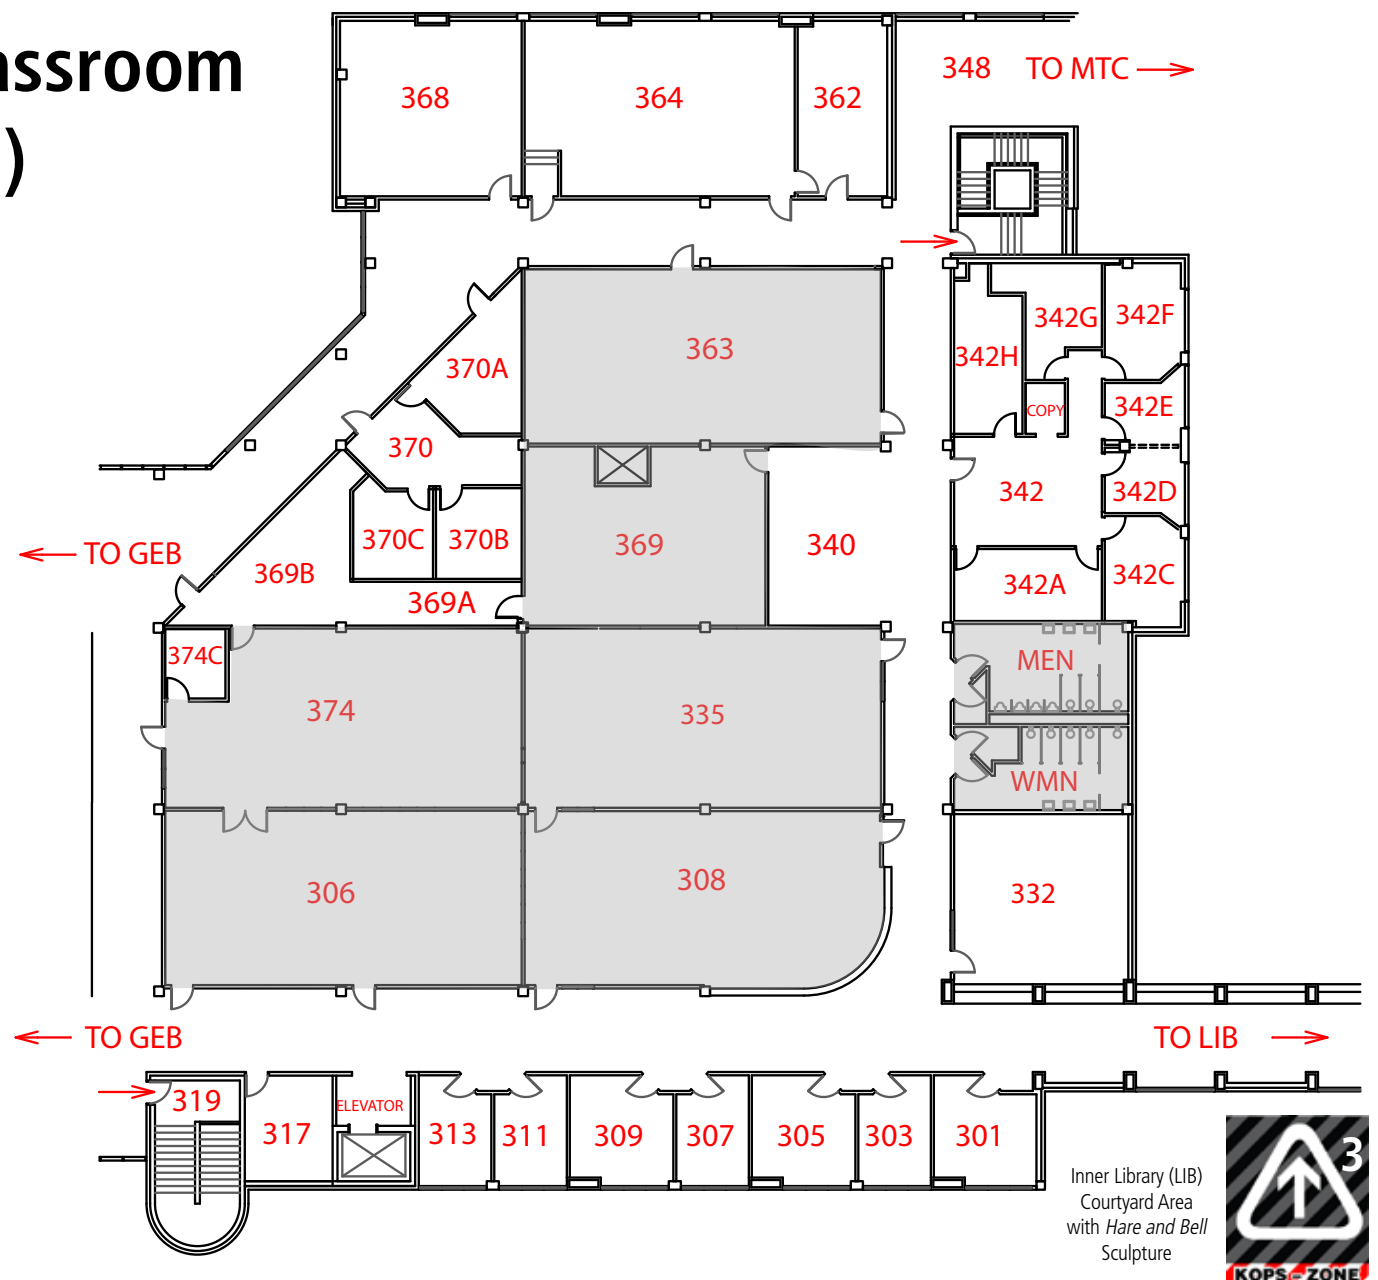 assroom
)
368
364
362
348
TO MTC
363
370A
370
370C
370B
369B
369A
369
340
TO GEB
342G
342F
342H
COPY
342E
342
342D
342A
342C
374C
374
335
MEN
WMN
306
308
332
TO GEB
TO LIB
319
317
ELEVATOR
313
311
309
307
305
303
301
Inner Library (LIB)
Courtyard Area
with Hare and Bell
Sculpture
3
KOPS – ZONE